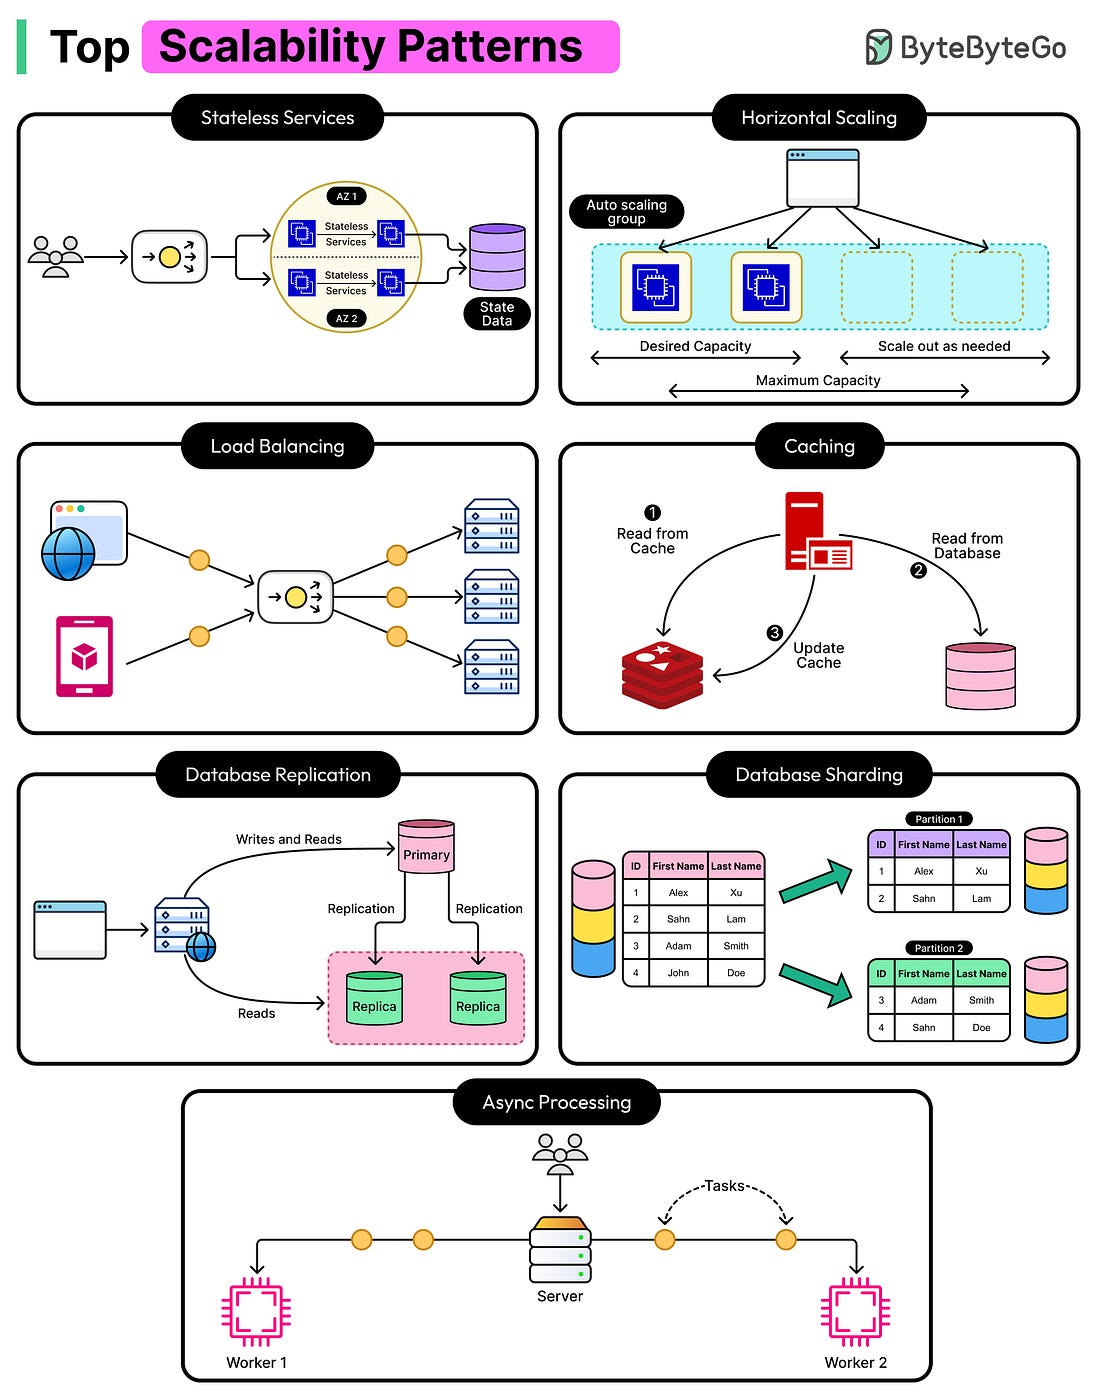 Top Scalability Patterns
ByteByteGo
Stateless Services
AZ 1
Stateless
Services
Stateless
Services
AZ 2
State
Data
Horizontal Scaling
Auto scaling
group
Desired Capacity
Scale out as needed
Maximum Capacity
Load Balancing
Caching
1
Read from
Cache
Read from
Database
2
3
Update
Cache
Database Replication
Writes and Reads
Primary
Replication
Replication
Replica
Replica
Reads
Database Sharding
ID First Name Last Name
1 Alex Xu
2 Sahn Lam
3 Adam Smith
4 John Doe
Partition 1
ID First Name Last Name
1 Alex Xu
2 Sahn Lam
Partition 2
ID First Name Last Name
3 Adam Smith
4 Sahn Doe
Async Processing
Tasks
Server
Worker 1
Worker 2